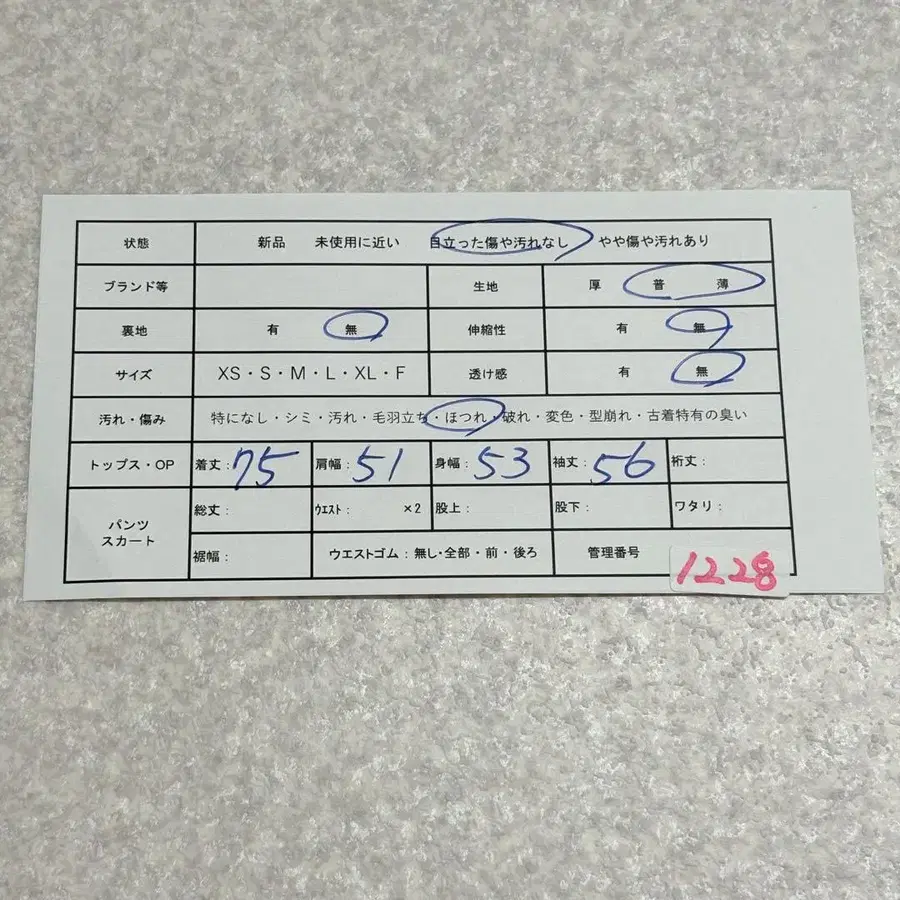 状態 新品 未使用に近い 目立った傷や汚れなし やや傷や汚れあり
ブランド等 生地 厚 普 薄
裏地 有 無 伸縮性 有 無
サイズ XS・S・M・L・XL・F 透け感 有 無
汚れ・傷み 特になし・シミ・汚れ・毛羽立ち・ほつれ・破れ・変色・型崩れ・古着特有の臭い
トップス・OP 着丈:75 肩幅:51 身幅:53 袖丈:56 裄丈:
パンツ スカート 総丈: ウエスト: ×2 股上: 股下: ワタリ:
裾幅: ウエストゴム:無し・全部・前・後ろ 管理番号 1228